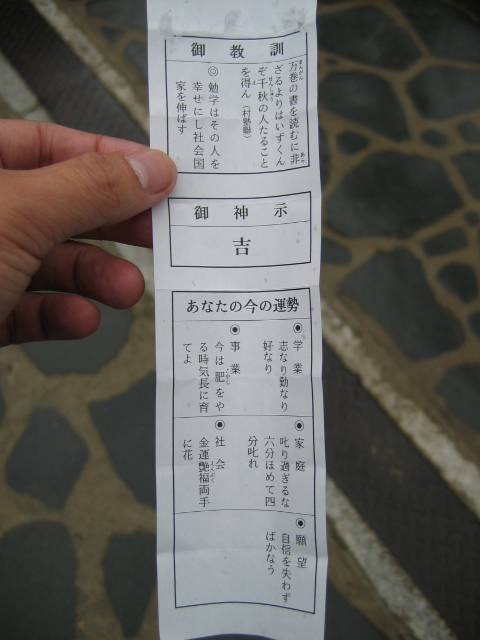 御教訓
万巻の書を読むに非
ざるよりはいずくん
ぞ千秋の人たること
を得ん（村塾聯）
◎勉学はその人を
幸せにし社会国
家を伸ばす
御神示
吉
あなたの今の運勢
◉学業
志なり勤なり
好なり
◉事業
今は肥をや
る時気長に育
てよ
◉家庭
叱り過ぎるな
六分ほめて四
分叱れ
◉社会
金運艶福両手
に花
◉願望
自信を失わず
ばかなう